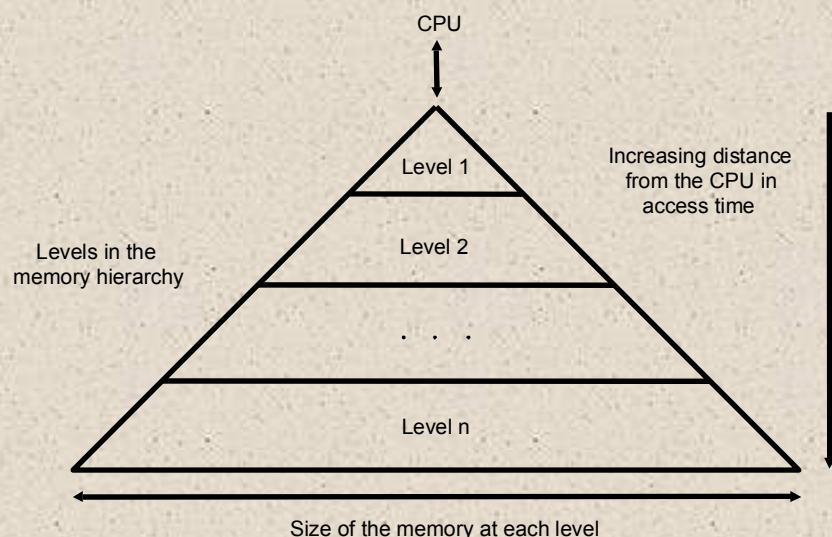 CPU
Level 1
Increasing distance
from the CPU in
access time
Levels in the
memory hierarchy
Level 2
. . .
Level n
Size of the memory at each level